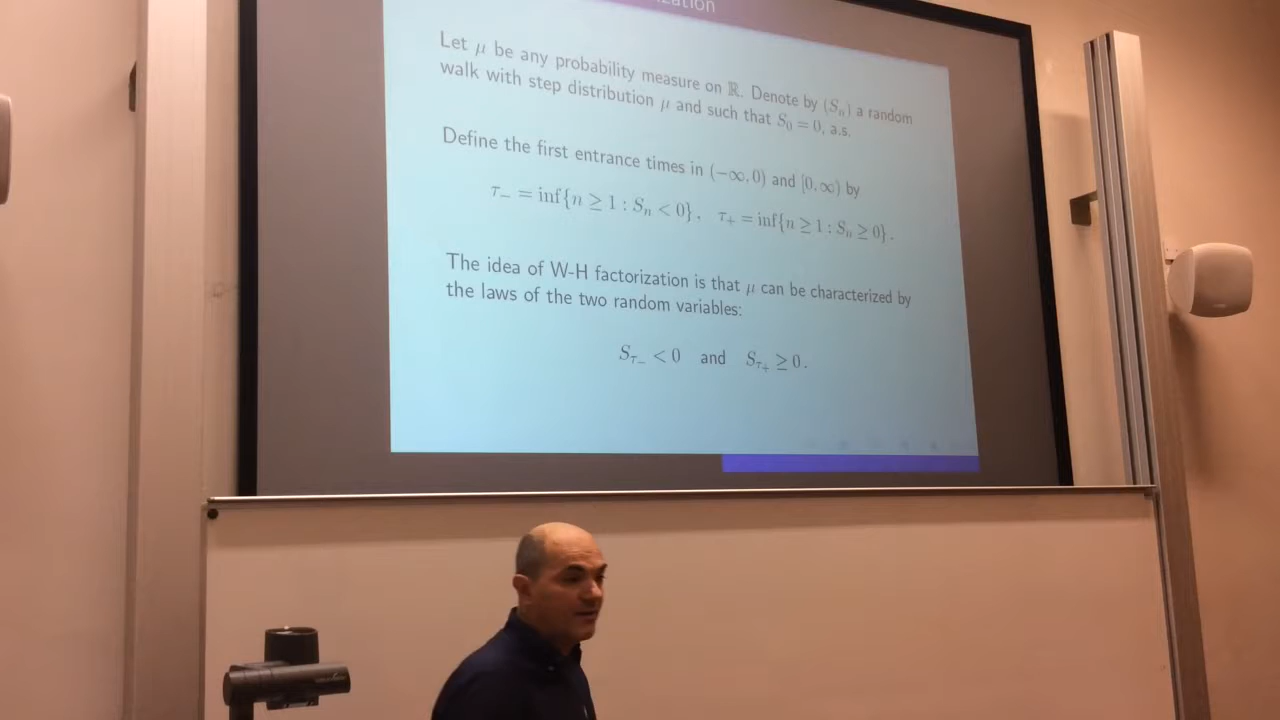 Let μ be any probability measure on ℝ. Denote by (Sₙ) a random
walk with step distribution μ and such that S₀ = 0, a.s.
Define the first entrance times in (−∞, 0) and [0, ∞) by
τ₋ = inf{n ≥ 1 : Sₙ < 0}, τ₊ = inf{n ≥ 1 : Sₙ ≥ 0}.
The idea of W-H factorization is that μ can be characterized by
the laws of the two random variables:
S_{τ₋} < 0 and S_{τ₊} ≥ 0.